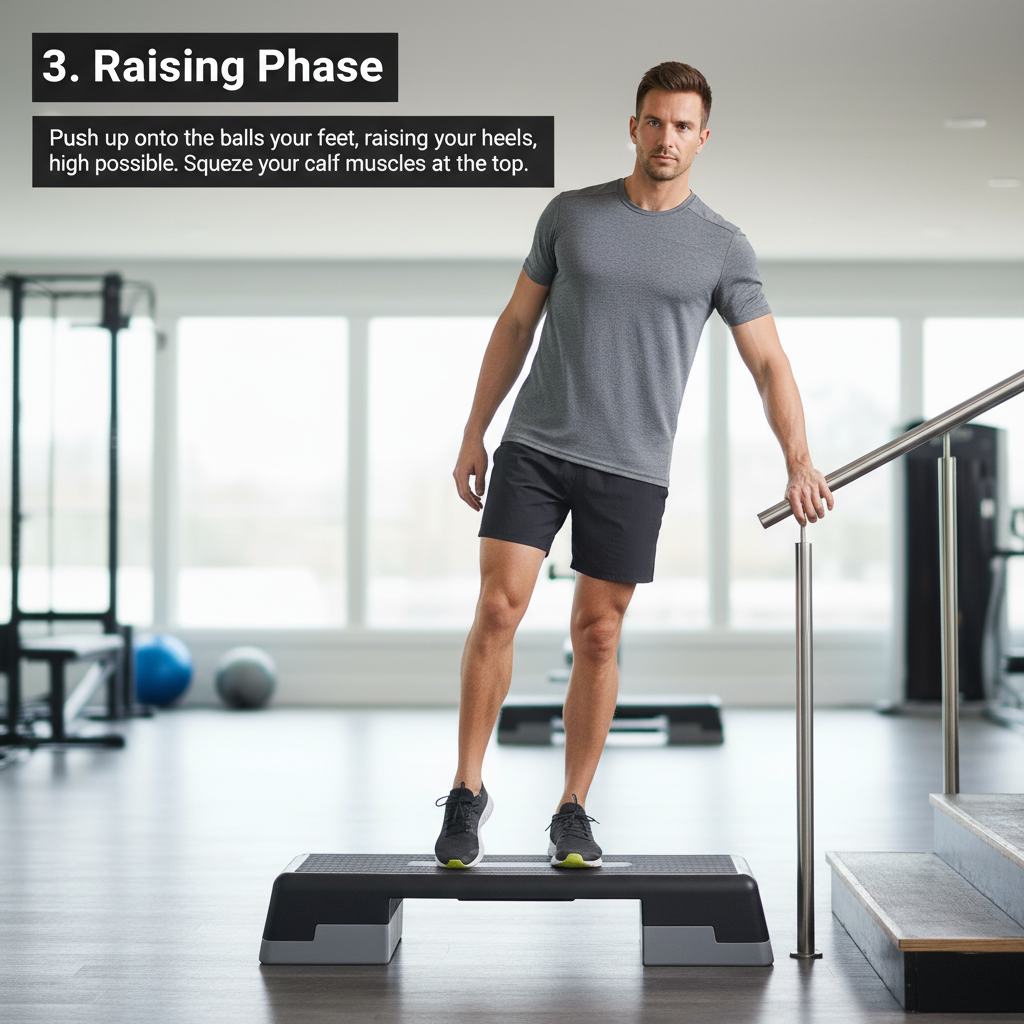 3. Raising Phase
Push up onto the balls your feet, raising your heels,
high possible. Squeze your calf muscles at the top.